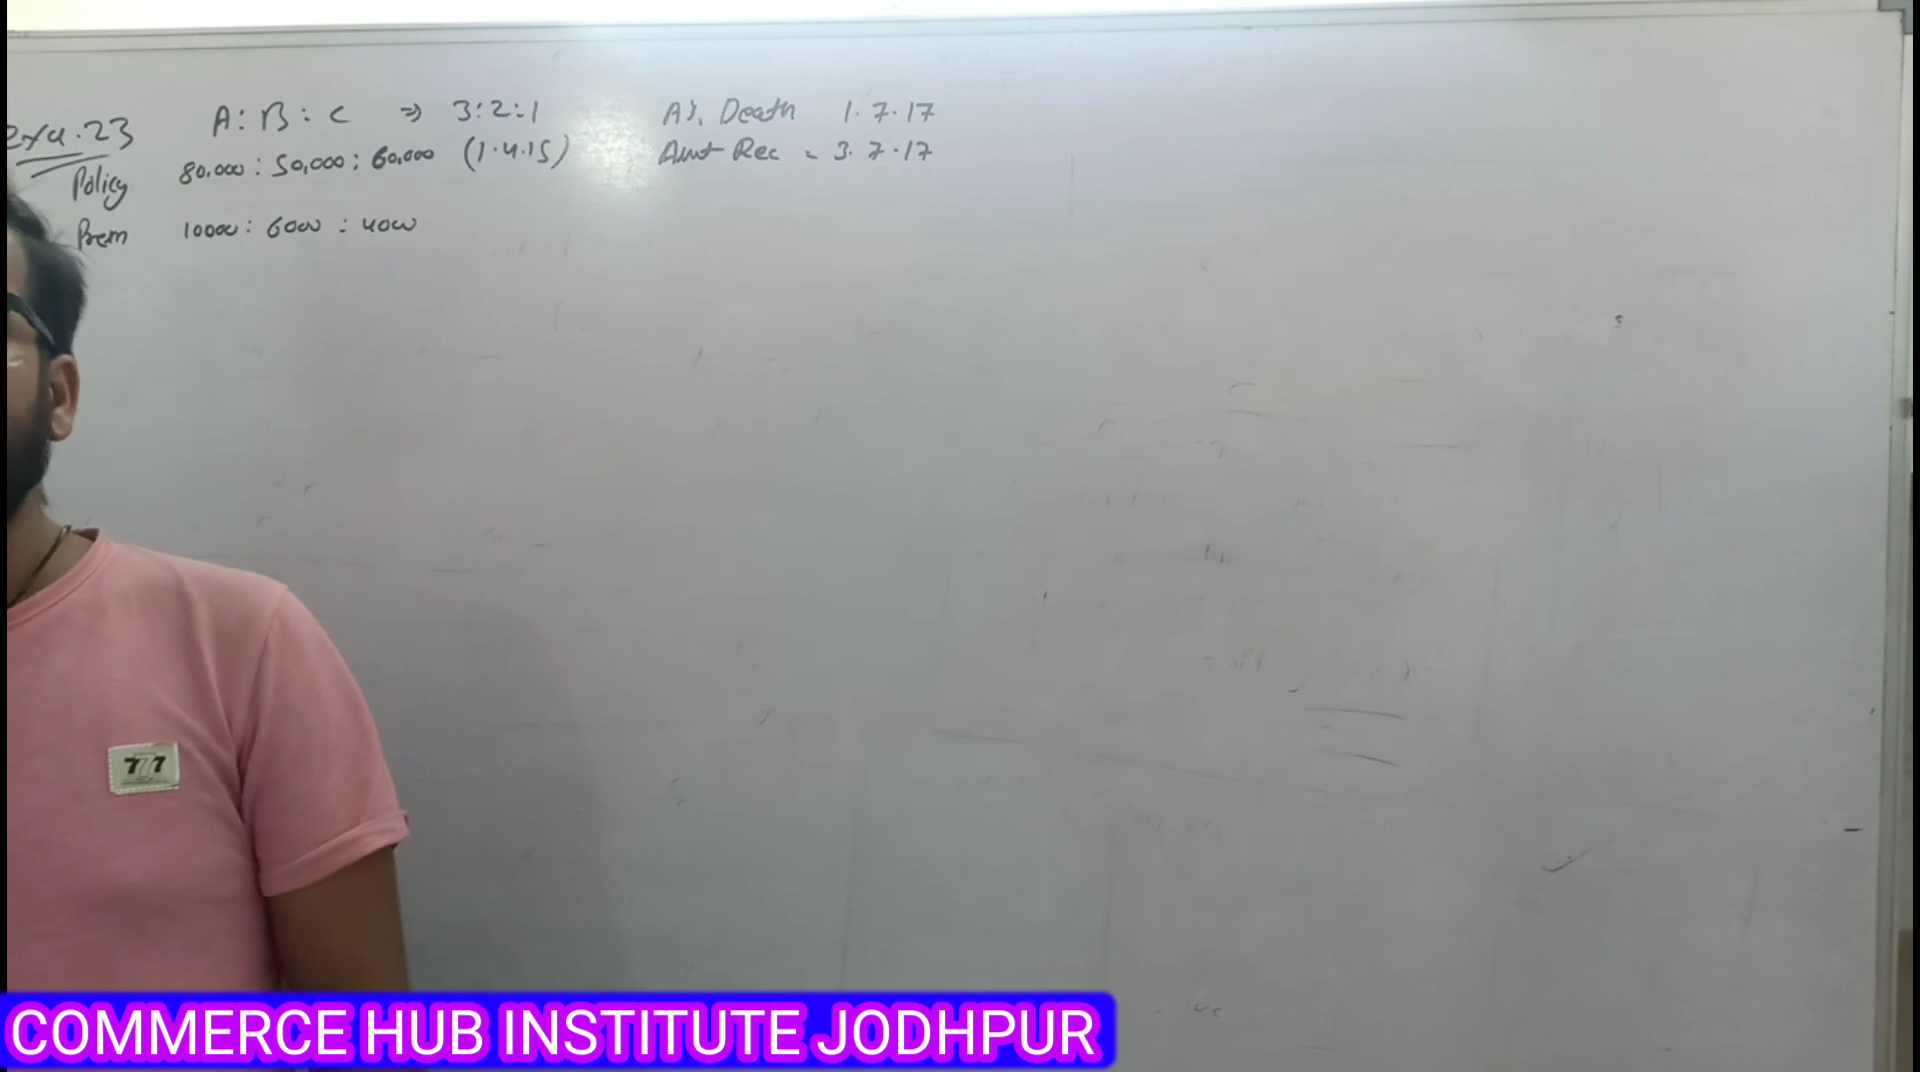 Exa.23 A : B : C ⇒ 3:2:1
Policy 80,000 : 50,000 : 60,000 (1.4.15)
Prem 10000 : 6000 : 4000
A's Death 1.7.17
Amt Rec = 3.7.17
777
COMMERCE HUB INSTITUTE JODHPUR